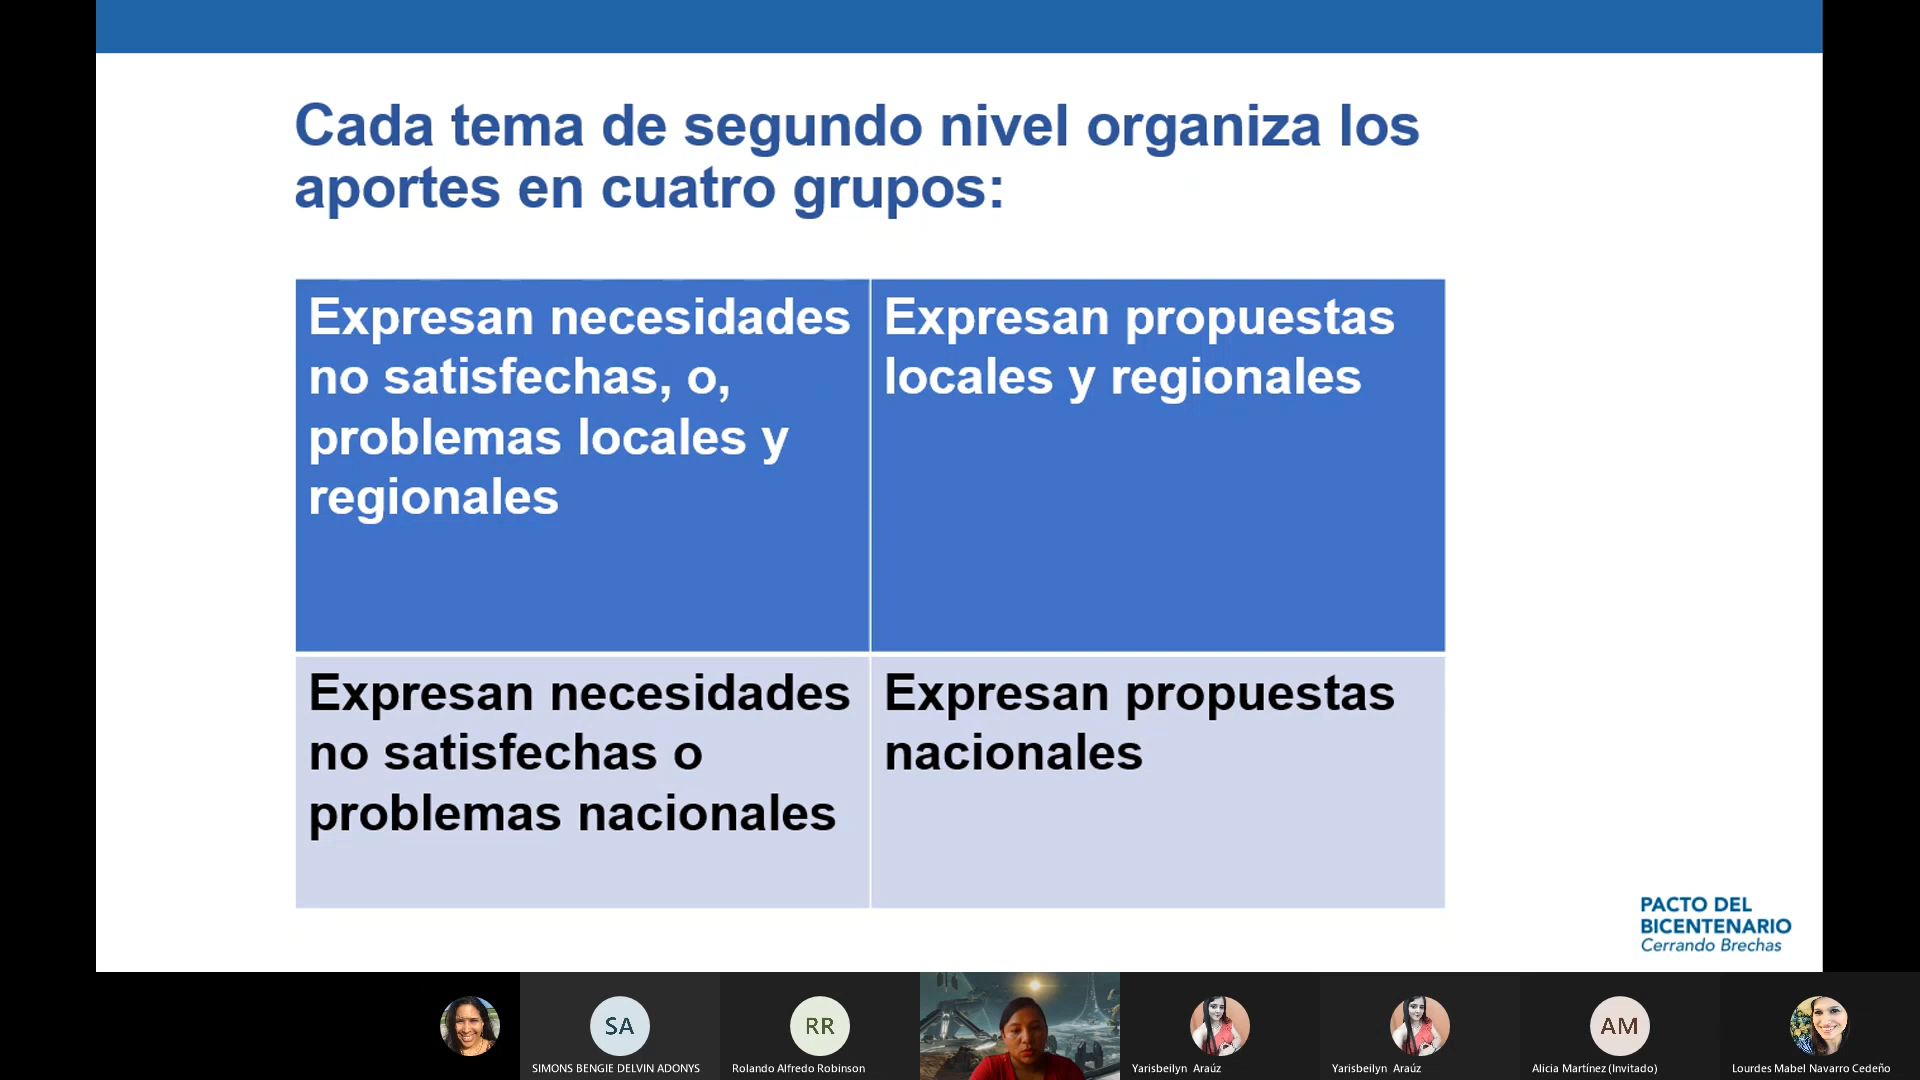 Cada tema de segundo nivel organiza los
aportes en cuatro grupos:
Expresan necesidades
no satisfechas, o,
problemas locales y
regionales
Expresan propuestas
locales y regionales
Expresan necesidades
no satisfechas o
problemas nacionales
Expresan propuestas
nacionales
PACTO DEL
BICENTENARIO
Cerrando Brechas
SA
SIMONS BENGIE DELVIN ADONYS
RR
Rolando Alfredo Robinson
Yarisbeilyn Araúz
Yarisbeilyn Araúz
AM
Alicia Martínez (Invitado)
Lourdes Mabel Navarro Cedeño